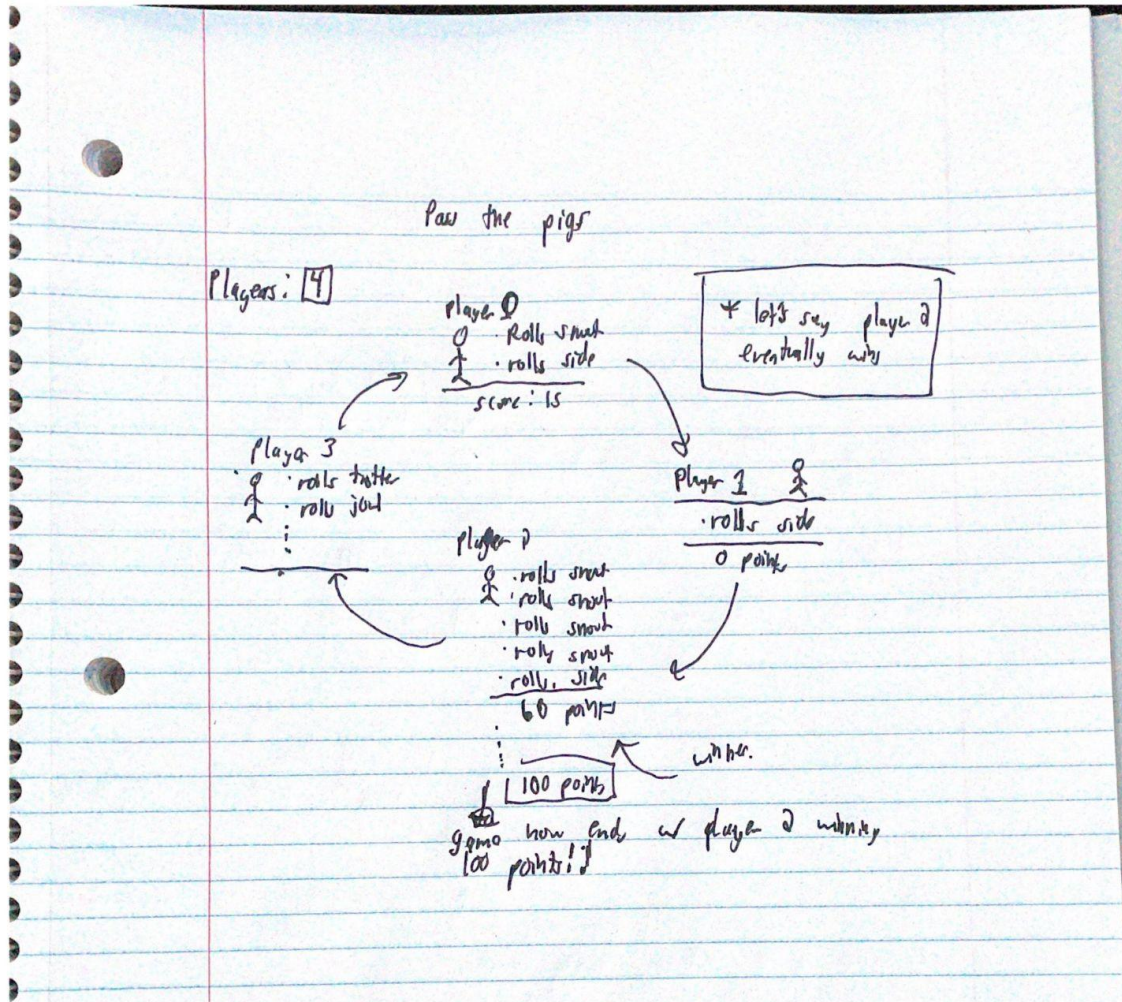 Pass the pigs
Players: 4
player 0
· Rolls snout
· rolls side
score: 15
* let's say player 2
eventually wins
Player 1
· rolls side
0 points
player 2
· rolls snout
· rolls snout
· rolls snout
· rolls snout
· rolls side
60 points
winner.
100 points
game now ends w/ player 2 winning
100 points!!
player 3
· rolls trotter
· rolls jowl